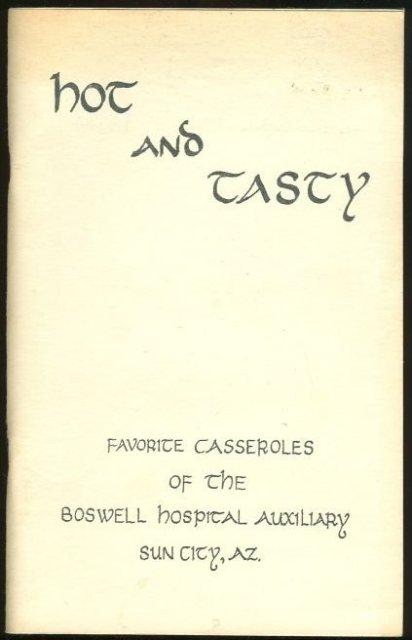 hot
and
tasty
Favorite Casseroles
of the
Boswell Hospital Auxiliary
Sun City, Az.